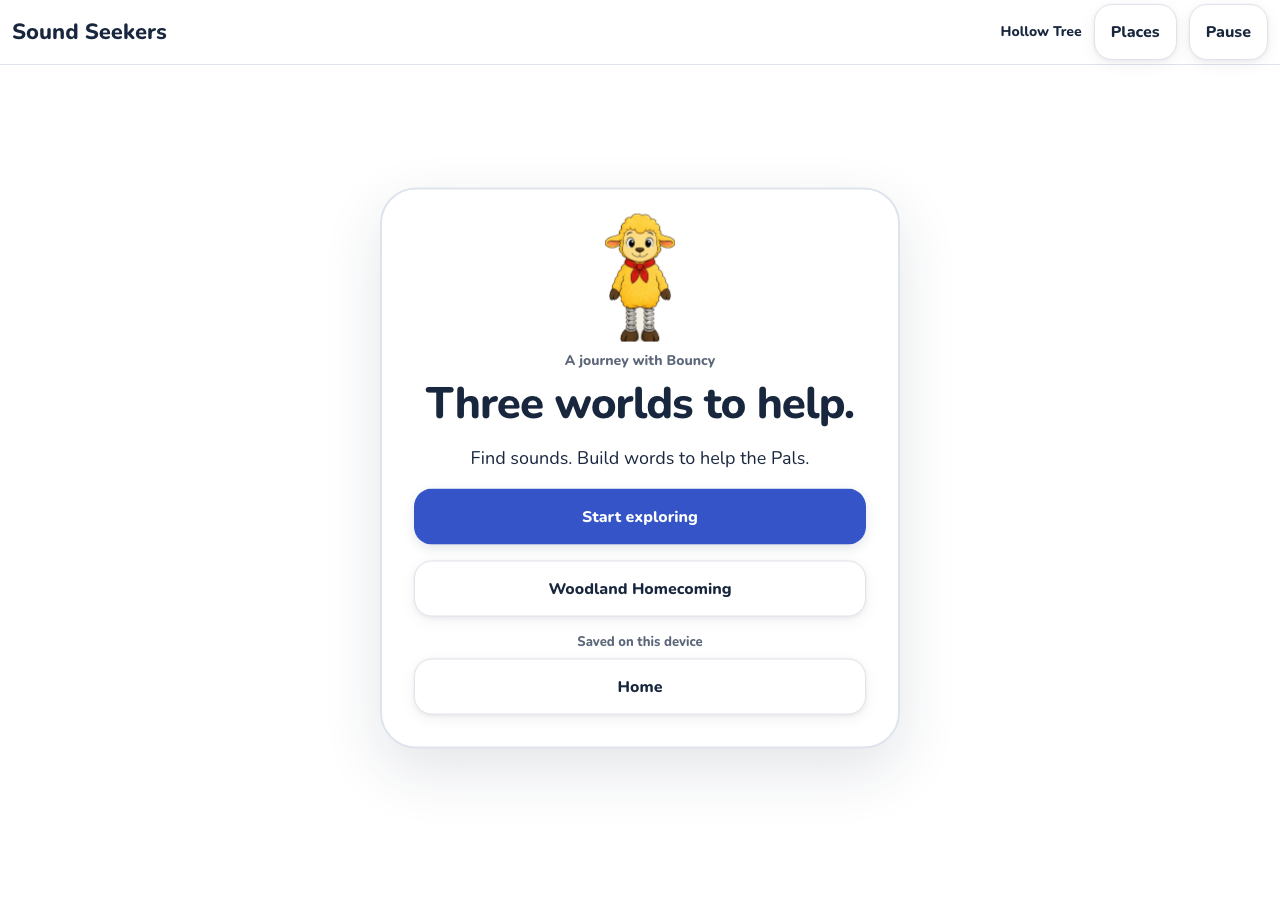 Sound Seekers
Hollow Tree
Places
Pause
A journey with Bouncy
Three worlds to help.
Find sounds. Build words to help the Pals.
Start exploring
Woodland Homecoming
Saved on this device
Home